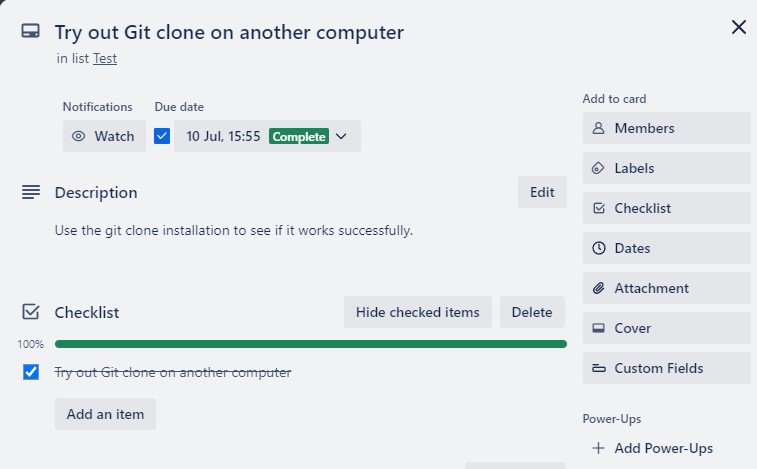 Try out Git clone on another computer
in list Test
Notifications
Due date
Watch
10 Jul, 15:55 Complete
Description
Edit
Use the git clone installation to see if it works successfully.
Checklist
Hide checked items
Delete
100%
Try out Git clone on another computer
Add an item
Add to card
Members
Labels
Checklist
Dates
Attachment
Cover
Custom Fields
Power-Ups
Add Power-Ups